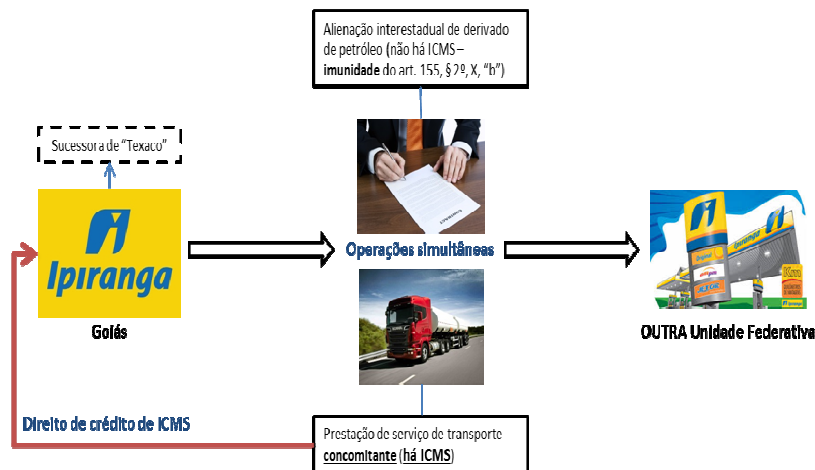 Alienação interestadual de derivado
de petróleo (não há ICMS –
imunidade do art. 155, § 2º, X, "b")
Sucessora de "Texaco"
Ipiranga
Goiás
Operações simultâneas
Ipiranga
OUTRA Unidade Federativa
Direito de crédito de ICMS
Prestação de serviço de transporte
concomitante (há ICMS)